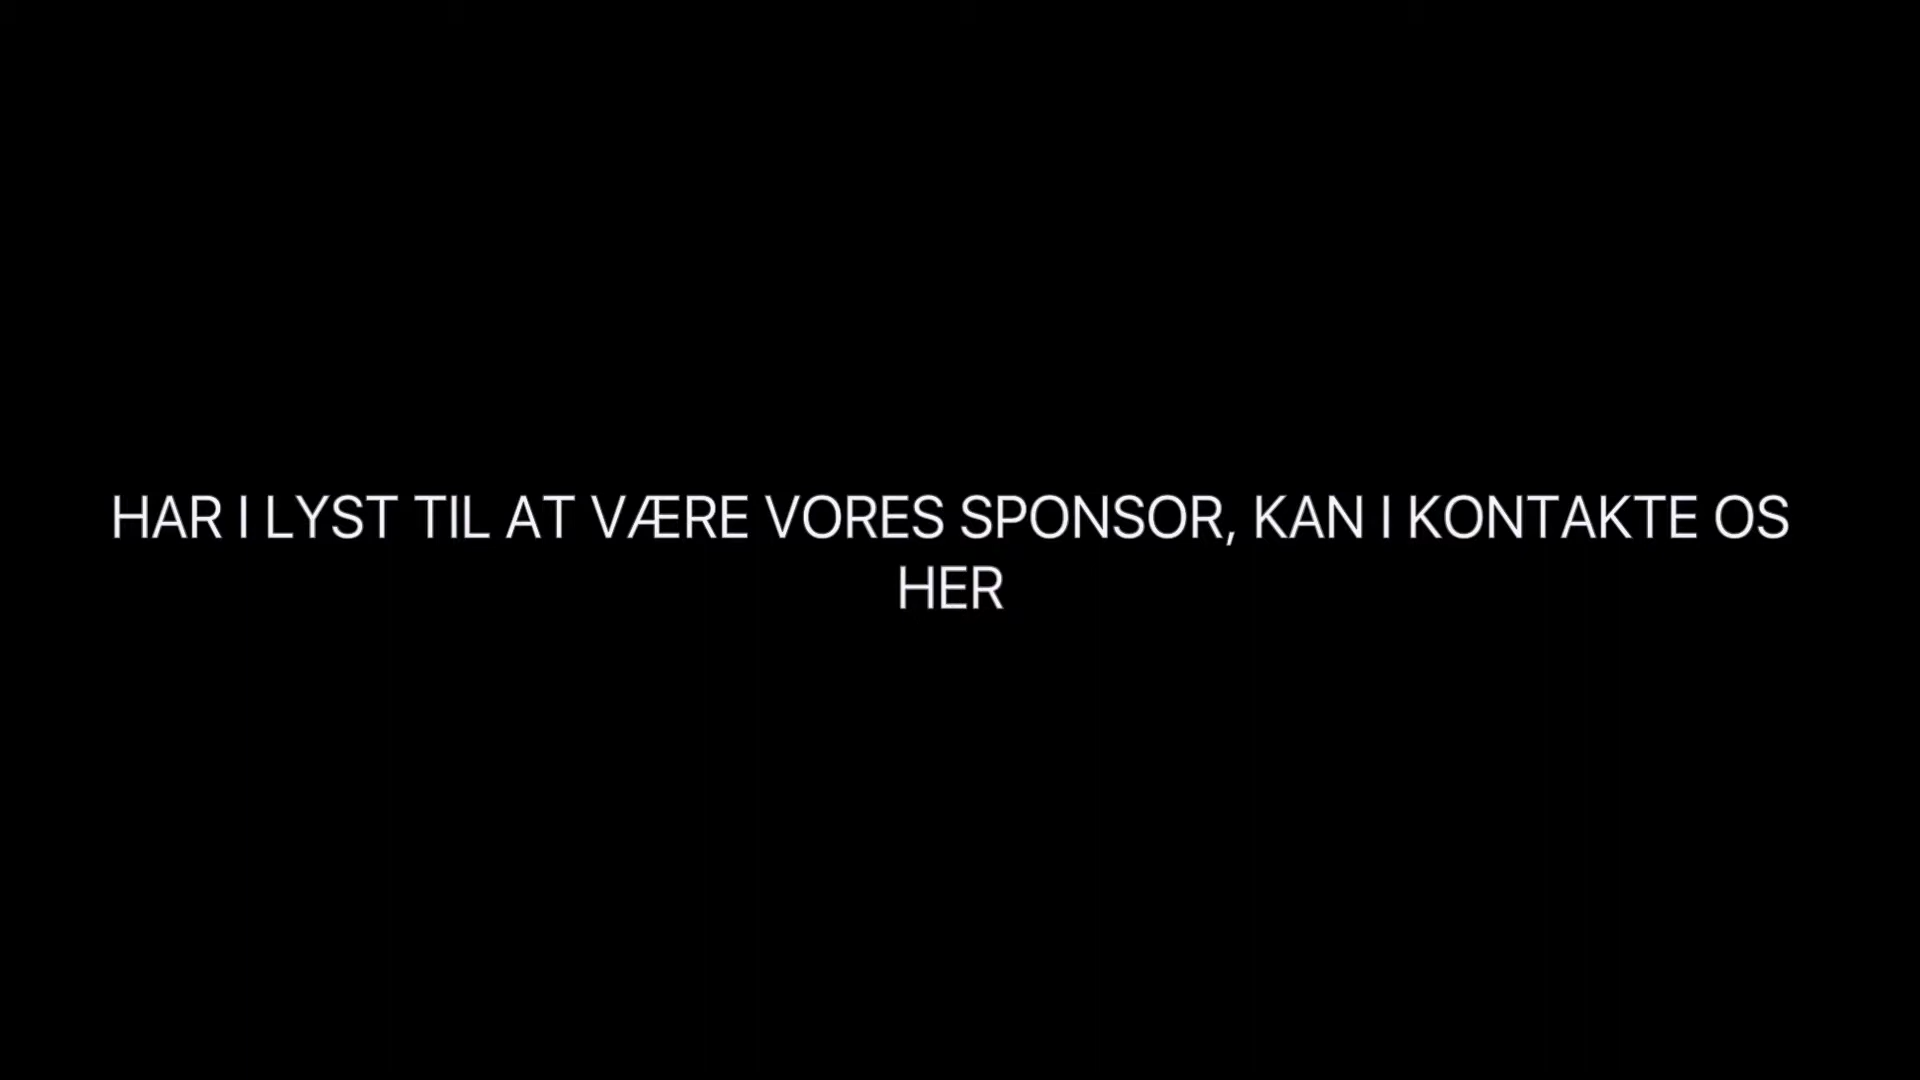 HAR I LYST TIL AT VÆRE VORES SPONSOR, KAN I KONTAKTE OS
HER